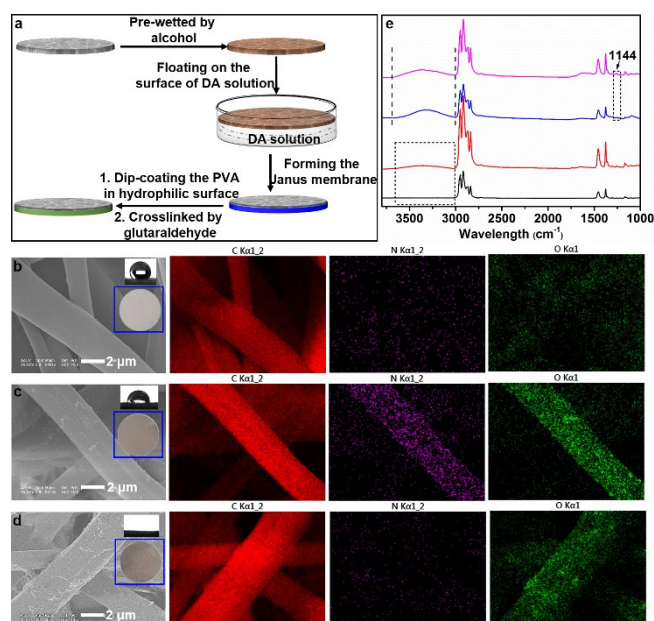 a
Pre-wetted by
alcohol
Floating on the
surface of DA solution
DA solution
Forming the
Janus membrane
1. Dip-coating the PVA
in hydrophilic surface
2. Crosslinked by
glutaraldehyde
e
1144
3500 3000 2500 2000 1500 1000
Wavelength (cm⁻¹)
b
2 μm
C Kα1_2
N Kα1_2
O Kα1
c
2 μm
C Kα1_2
N Kα1_2
O Kα1
d
2 μm
C Kα1_2
N Kα1_2
O Kα1